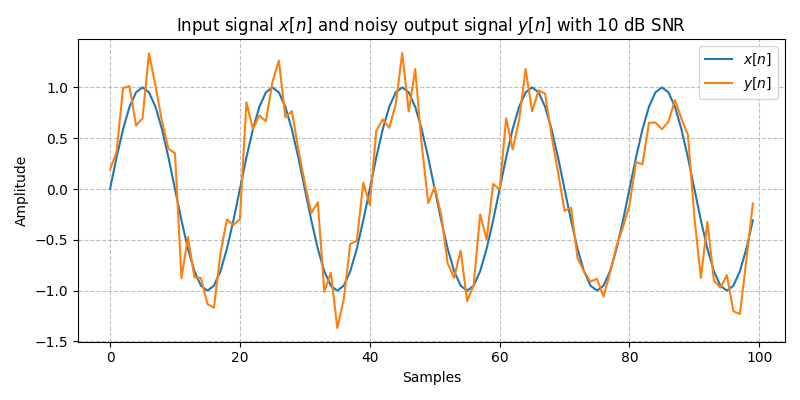 Input signal x[n] and noisy output signal y[n] with 10 dB SNR
x[n]
y[n]
1.0
0.5
0.0
−0.5
−1.0
−1.5
Amplitude
0 20 40 60 80 100
Samples